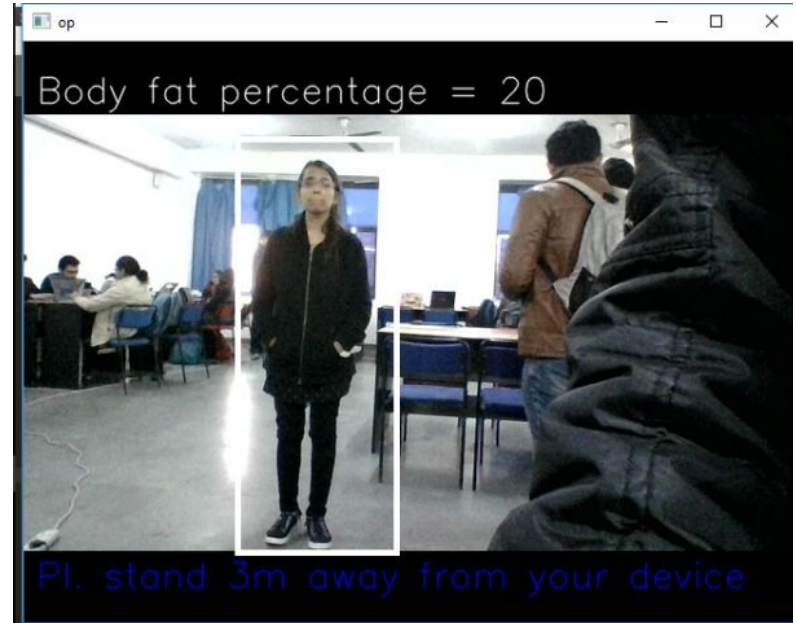 op
Body fat percentage = 20
Pl. stand 3m away from your device